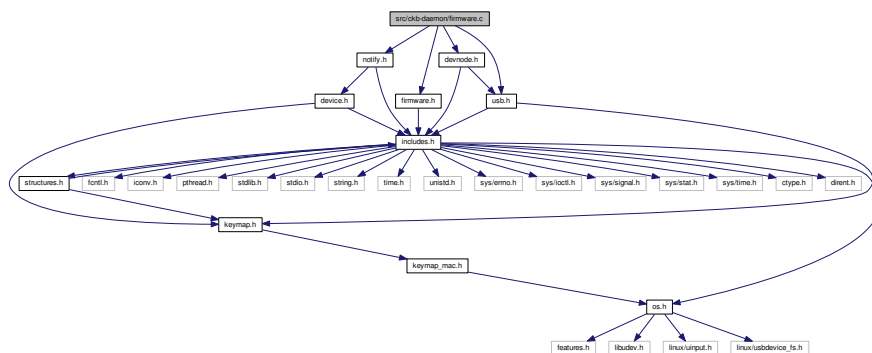 src/ckb-daemon/firmware.c
notify.h
devnode.h
device.h
firmware.h
usb.h
includes.h
structures.h
fcntl.h
iconv.h
pthread.h
stdlib.h
stdio.h
string.h
time.h
unistd.h
sys/errno.h
sys/ioctl.h
sys/signal.h
sys/stat.h
sys/time.h
ctype.h
dirent.h
keymap.h
keymap_mac.h
os.h
features.h
libudev.h
linux/uinput.h
linux/usbdevice_fs.h